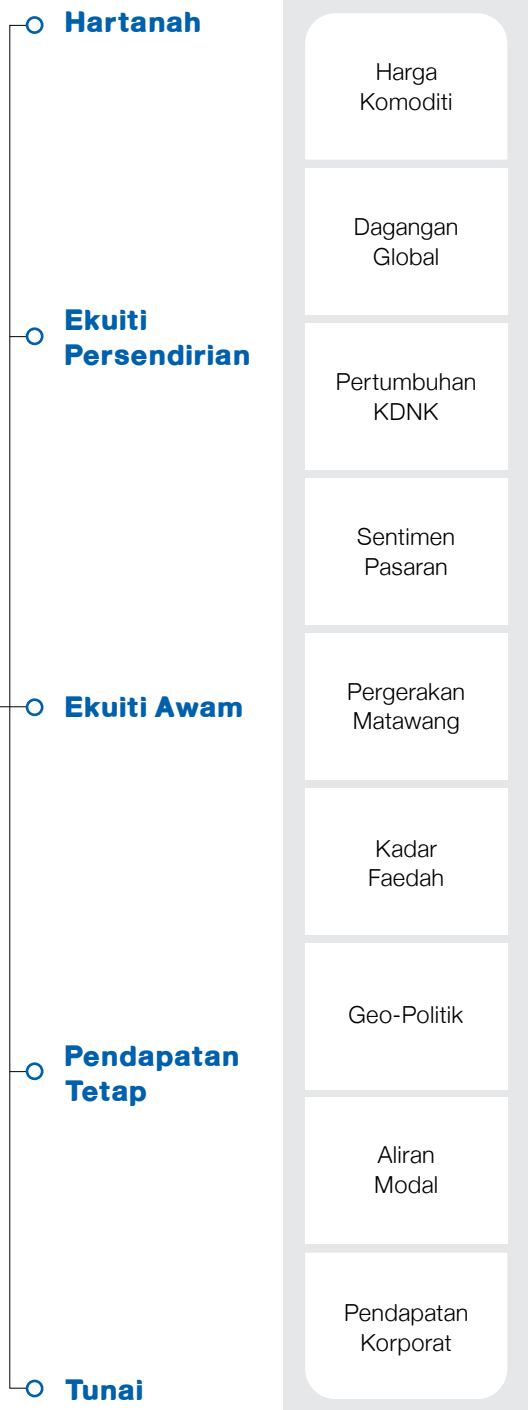 Hartanah
Ekuiti
Persendirian
Ekuiti Awam
Pendapatan
Tetap
Tunai
Harga
Komoditi
Dagangan
Global
Pertumbuhan
KDNK
Sentimen
Pasaran
Pergerakan
Matawang
Kadar
Faedah
Geo-Politik
Aliran
Modal
Pendapatan
Korporat